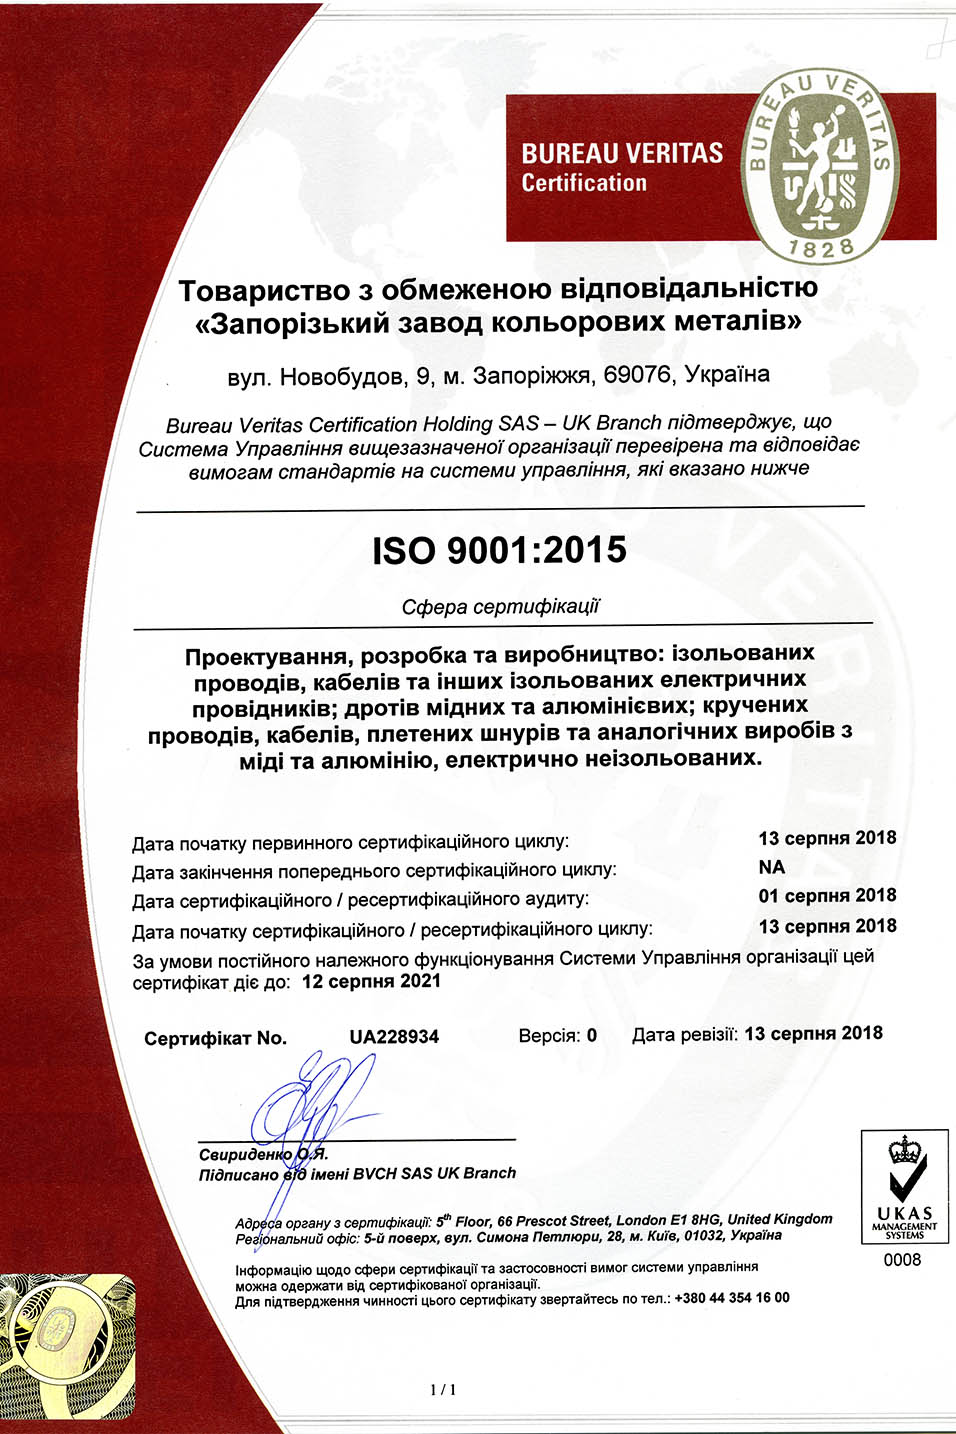 BUREAU VERITAS
Certification
BUREAU VERITAS
1828
Товариство з обмеженою відповідальністю
«Запорізький завод кольорових металів»
вул. Новобудов, 9, м. Запоріжжя, 69076, Україна
Bureau Veritas Certification Holding SAS – UK Branch підтверджує, що
Система Управління вищезазначеної організації перевірена та відповідає
вимогам стандартів на системи управління, які вказано нижче
ISO 9001:2015
Сфера сертифікації
Проектування, розробка та виробництво: ізольованих
проводів, кабелів та інших ізольованих електричних
провідників; дротів мідних та алюмінієвих; кручених
проводів, кабелів, плетених шнурів та аналогічних виробів з
міді та алюмінію, електрично неізольованих.
Дата початку первинного сертифікаційного циклу: 13 серпня 2018
Дата закінчення попереднього сертифікаційного циклу: NA
Дата сертифікаційного / ресертифікаційного аудиту: 01 серпня 2018
Дата початку сертифікаційного / ресертифікаційного циклу: 13 серпня 2018
За умови постійного належного функціонування Системи Управління організації цей
сертифікат діє до: 12 серпня 2021
Сертифікат No. UA228934 Версія: 0 Дата ревізії: 13 серпня 2018
Свириденко О.Я.
Підписано від імені BVCH SAS UK Branch
Адреса органу з сертифікації: 5th Floor, 66 Prescot Street, London E1 8HG, United Kingdom
Регіональний офіс: 5-й поверх, вул. Симона Петлюри, 28, м. Київ, 01032, Україна
Інформацію щодо сфери сертифікації та застосовності вимог системи управління
можна одержати від сертифікованої організації.
Для підтвердження чинності цього сертифікату звертайтесь по тел.: +380 44 354 16 00
UKAS
MANAGEMENT
SYSTEMS
0008
1 / 1